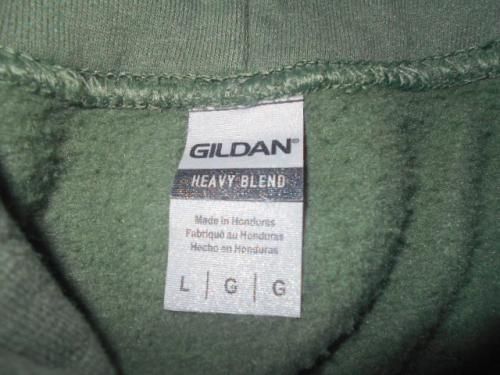 GILDAN®
HEAVY BLEND
Made in Honduras
Fabriqué au Honduras
Hecho en Honduras
L | G | G